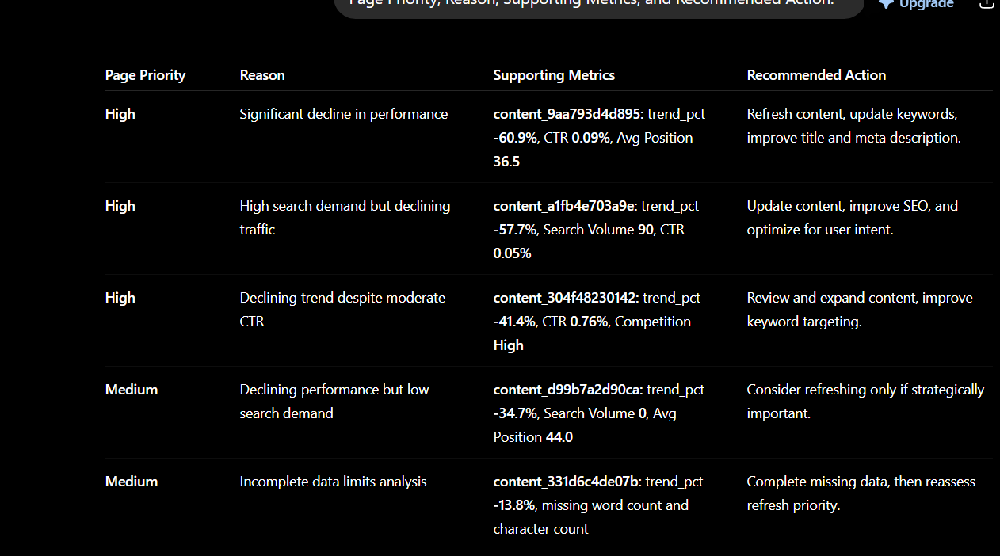 Page Priority, Reason, Supporting Metrics, and Recommended Action.
Upgrade
Page Priority Reason Supporting Metrics Recommended Action
High Significant decline in performance content_9aa793d4d895: trend_pct Refresh content, update keywords,
-60.9%, CTR 0.09%, Avg Position improve title and meta description.
36.5
High High search demand but declining content_a1fb4e703a9e: trend_pct Update content, improve SEO, and
traffic -57.7%, Search Volume 90, CTR optimize for user intent.
0.05%
High Declining trend despite moderate content_304f48230142: trend_pct Review and expand content, improve
CTR -41.4%, CTR 0.76%, Competition keyword targeting.
High
Medium Declining performance but low content_d99b7a2d90ca: trend_pct Consider refreshing only if strategically
search demand -34.7%, Search Volume 0, Avg important.
Position 44.0
Medium Incomplete data limits analysis content_331d6c4de07b: trend_pct Complete missing data, then reassess
-13.8%, missing word count and refresh priority.
character count